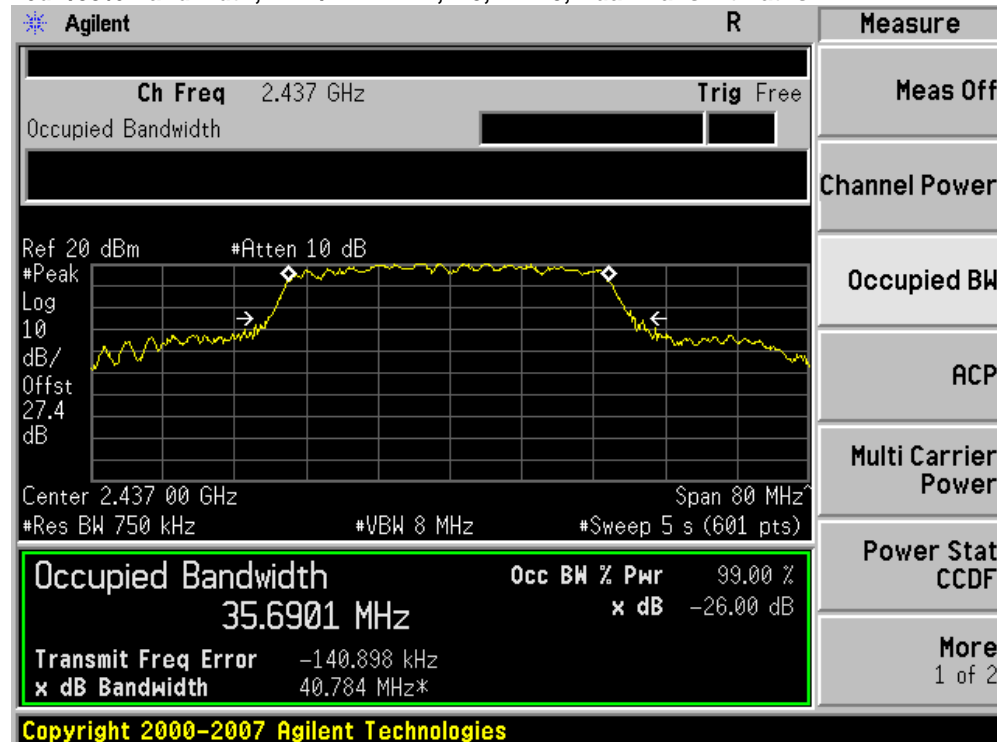 Agilent R Measure
Ch Freq 2.437 GHz Trig Free
Occupied Bandwidth
Meas Off
Channel Power
Occupied BW
ACP
Multi Carrier
Power
Power Stat
CCDF
More
1 of 2
Ref 20 dBm #Atten 10 dB
#Peak
Log
10
dB/
Offst
27.4
dB
Center 2.437 00 GHz Span 80 MHz^
#Res BW 750 kHz #VBW 8 MHz #Sweep 5 s (601 pts)
Occupied Bandwidth Occ BW % Pwr 99.00 %
35.6901 MHz x dB -26.00 dB
Transmit Freq Error -140.898 kHz
x dB Bandwidth 40.784 MHz*
Copyright 2000-2007 Agilent Technologies